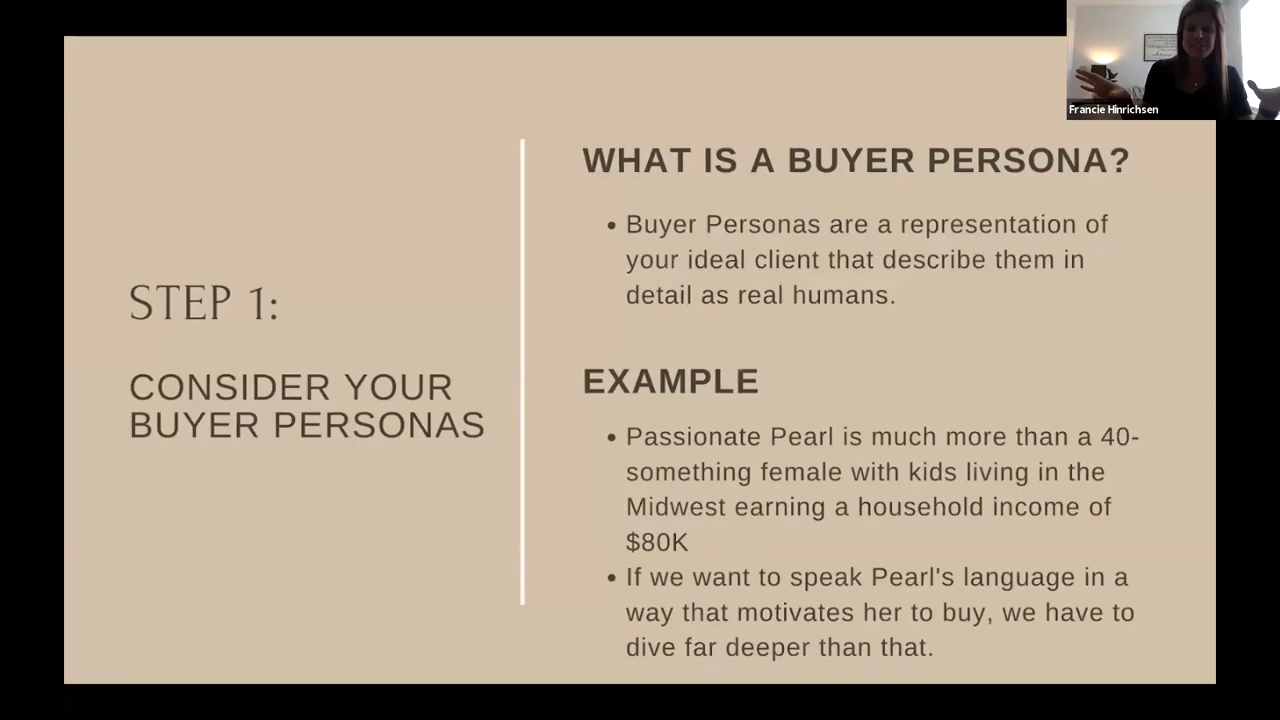 Francie Hinrichsen
STEP 1:
CONSIDER YOUR
BUYER PERSONAS
WHAT IS A BUYER PERSONA?
• Buyer Personas are a representation of
your ideal client that describe them in
detail as real humans.
EXAMPLE
• Passionate Pearl is much more than a 40-
something female with kids living in the
Midwest earning a household income of
$80K
• If we want to speak Pearl's language in a
way that motivates her to buy, we have to
dive far deeper than that.